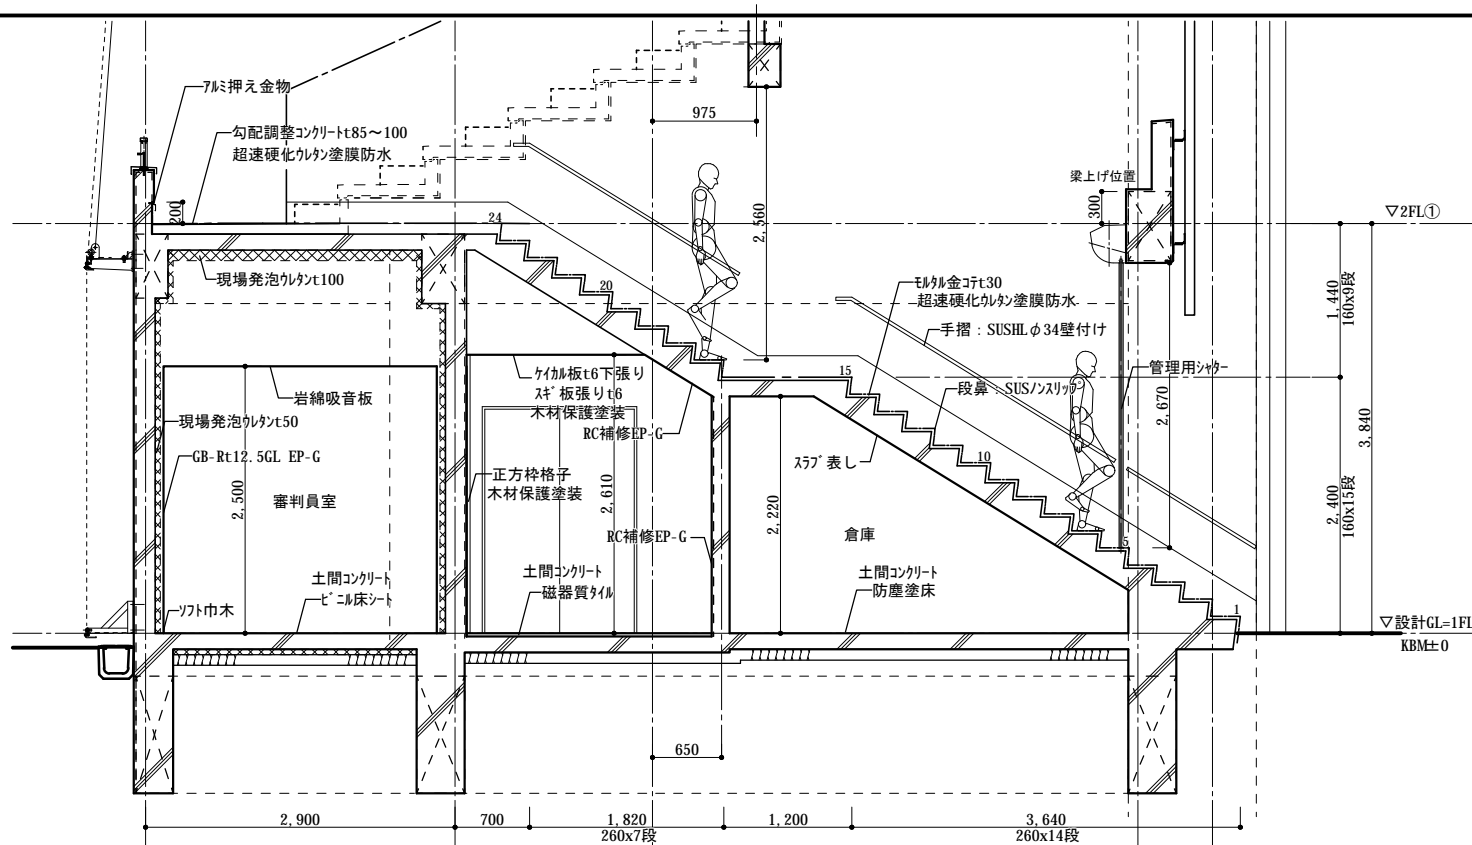 アルミ押え金物
勾配調整コンクリートt85～100
超速硬化ウレタン塗膜防水
975
梁上げ位置
300
▽2FL①
200
24
2,560
現場発泡ウレタンt100
20
モルタル金コテt30
超速硬化ウレタン塗膜防水
手摺：SUSHLφ34壁付け
1,440
160x9段
管理用シャッター
ケイカル板t6下張り
スギ板張りt6
木材保護塗装
RC補修EP-G
15
段鼻：SUSノンスリップ
岩綿吸音板
現場発泡ウレタンt50
GB-Rt12.5GL EP-G
2,670
3,840
スラブ表し
10
正方枠格子
木材保護塗装
2,500
審判員室
2,610
2,220
2,400
160x15段
RC補修EP-G
倉庫
5
土間コンクリート
ビニル床シート
土間コンクリート
磁器質タイル
土間コンクリート
防塵塗床
ソフト巾木
1
▽設計GL=1FL
KBM±0
650
2,900
700
1,820
260x7段
1,200
3,640
260x14段